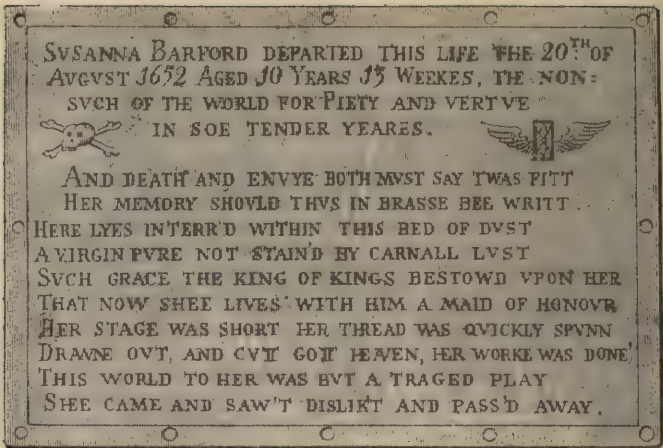 SVSANNA BARFORD DEPARTED THIS LIFE THE 20TH OF
AVGVST 1652 AGED 10 YEARS 13 WEEKES, THE NON=
SVCH OF THE WORLD FOR PIETY AND VERTVE
IN SOE TENDER YEARES.
AND DEATH AND ENVYE BOTH MVST SAY TWAS FITT
HER MEMORY SHOVLD THVS IN BRASSE BEE WRITT.
HERE LYES INTERR'D WITHIN THIS BED OF DVST
A VIRGIN PVRE NOT STAIN'D BY CARNALL LVST
SVCH GRACE THE KING OF KINGS BESTOWD VPON HER
THAT NOW SHEE LIVES WITH HIM A MAID OF HONOVR
HER STAGE WAS SHORT HER THREAD WAS QVICKLY SPVNN
DRAWNE OVT, AND CVTT GOTT HEAVEN, HER WORKE WAS DONE
THIS WORLD TO HER WAS BVT A TRAGED PLAY
SHEE CAME AND SAW'T DISLIK'T AND PASS'D AWAY.